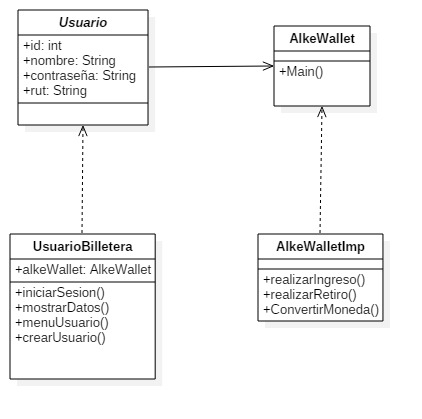 Usuario
+id: int
+nombre: String
+contraseña: String
+rut: String
AlkeWallet
+Main()
UsuarioBilletera
+alkeWallet: AlkeWallet
+iniciarSesion()
+mostrarDatos()
+menuUsuario()
+crearUsuario()
AlkeWalletImp
+realizarIngreso()
+realizarRetiro()
+ConvertirMoneda()